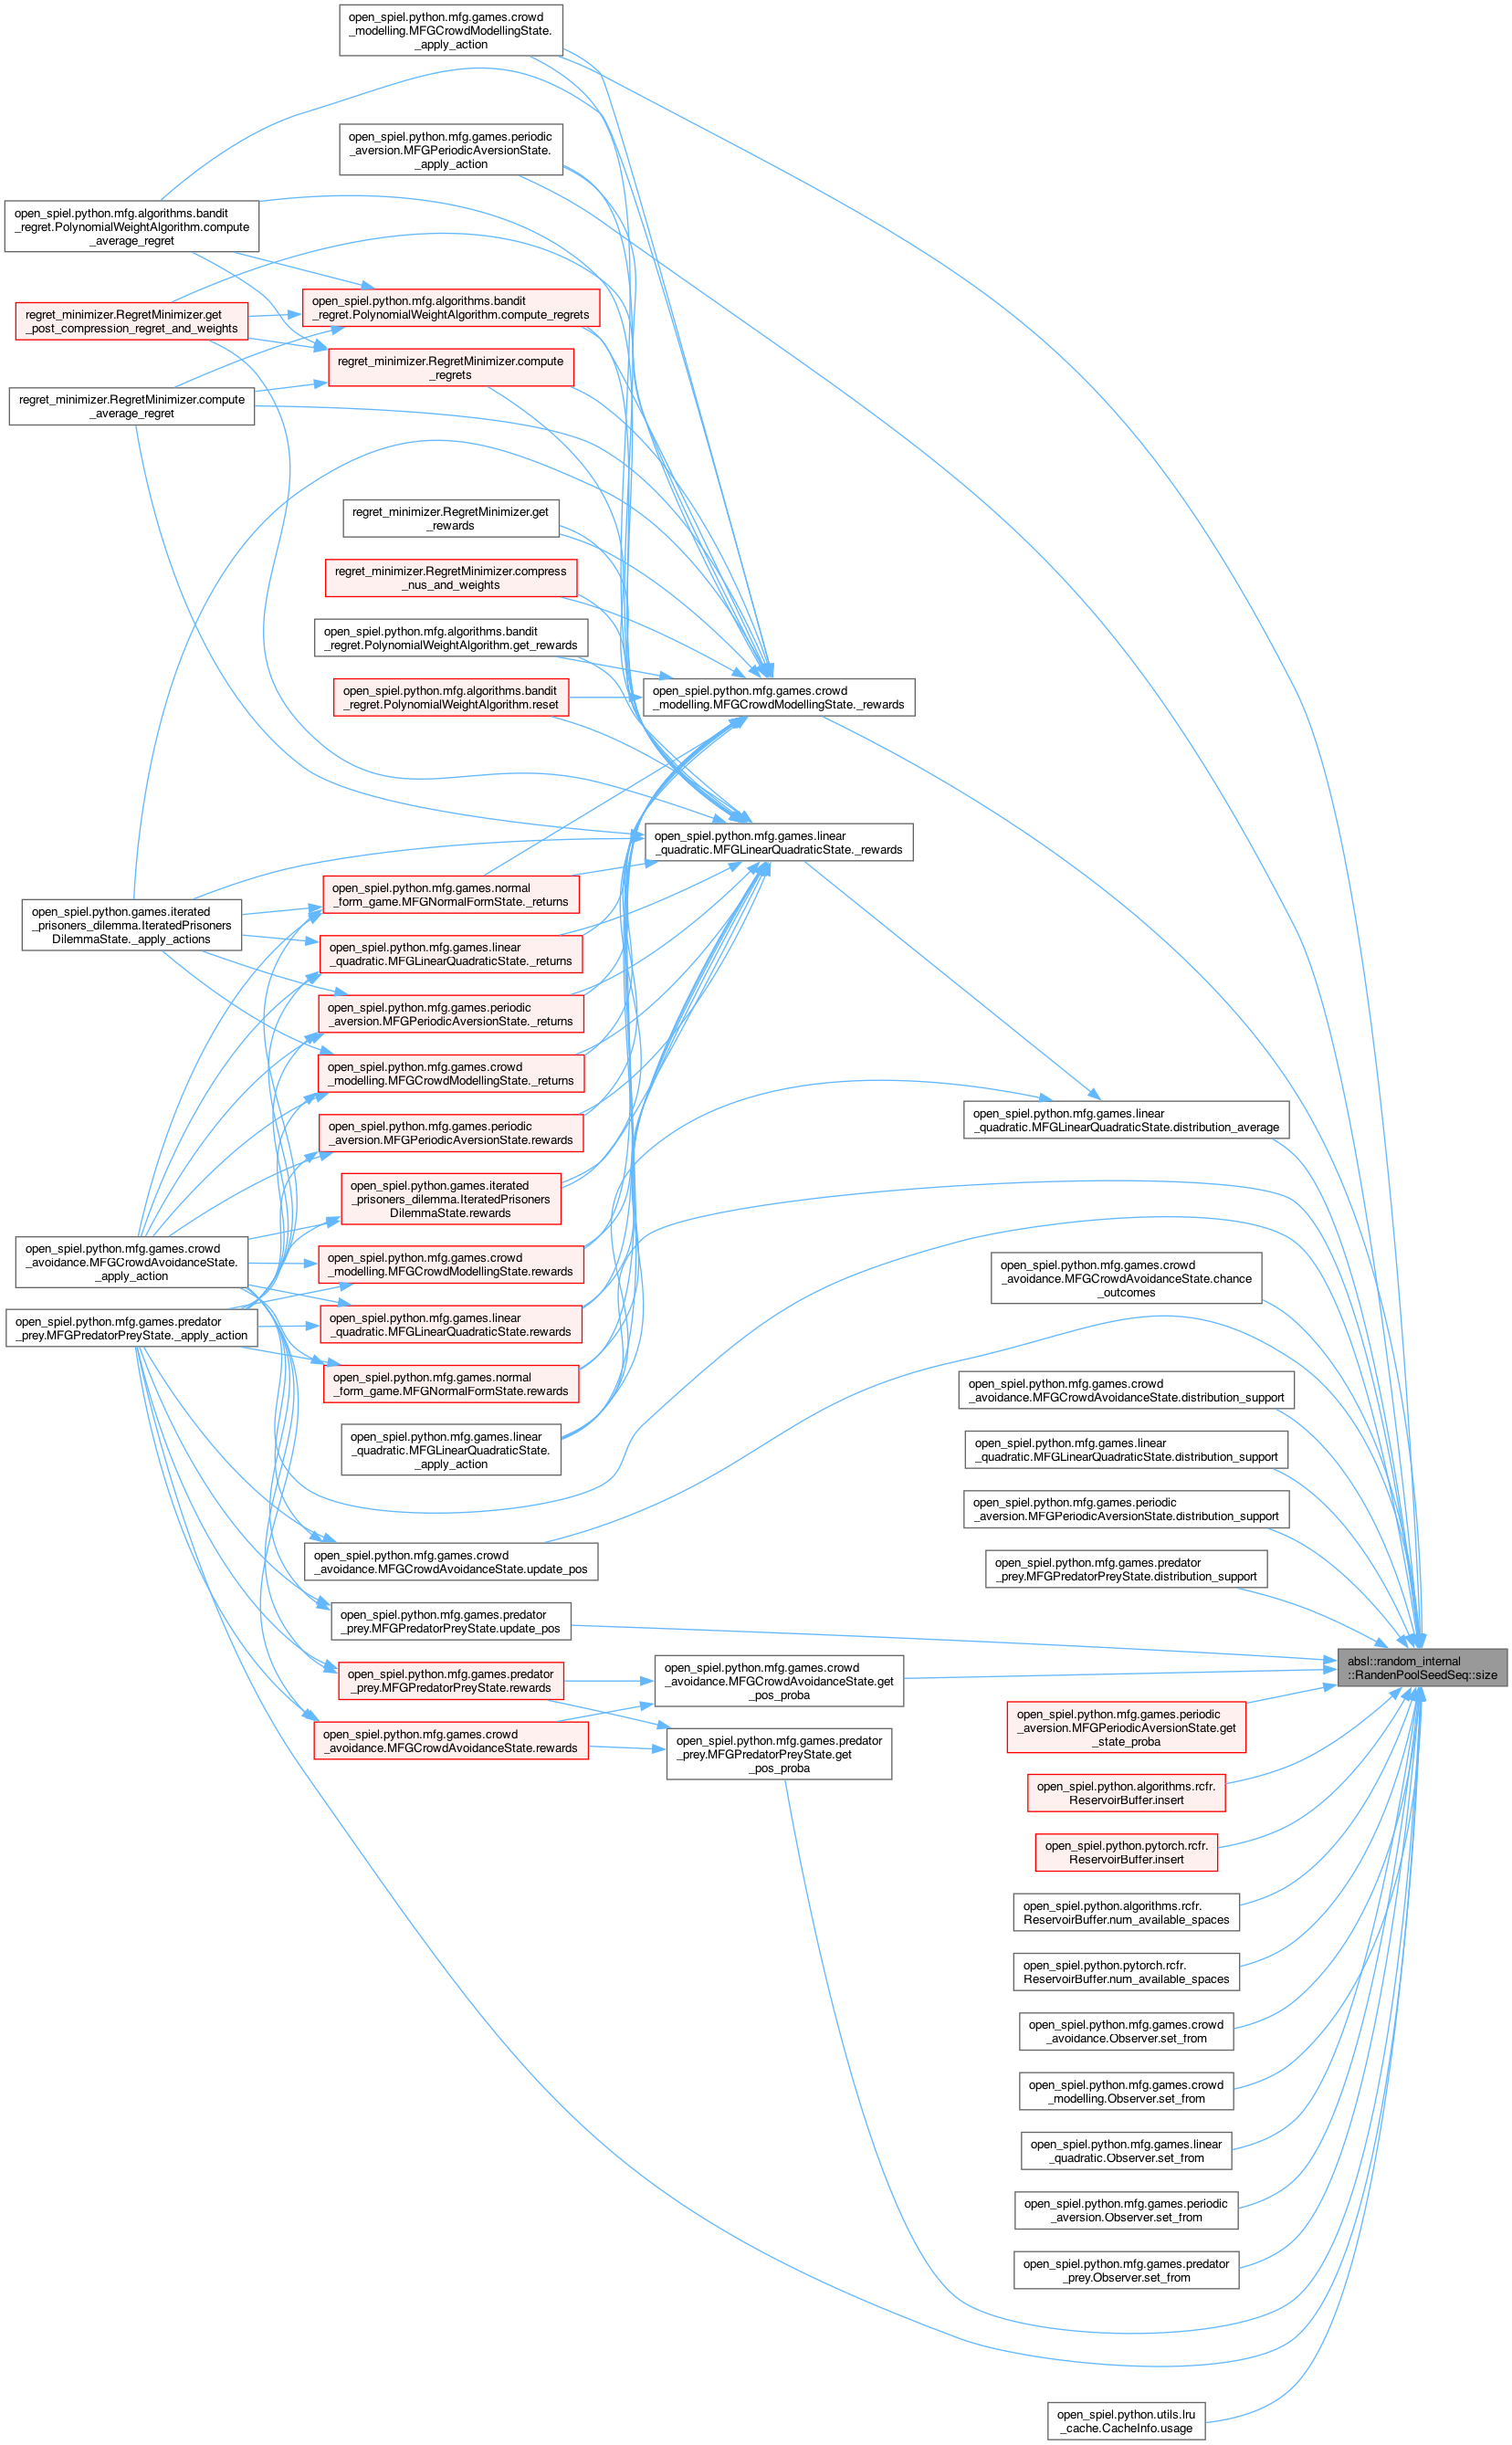 open_spiel.python.mfg.games.crowd
_modelling.MFGCrowdModellingState.
_apply_action
open_spiel.python.mfg.games.periodic
_aversion.MFGPeriodicAversionState.
_apply_action
open_spiel.python.mfg.algorithms.bandit
_regret.PolynomialWeightAlgorithm.compute
_average_regret
open_spiel.python.mfg.algorithms.bandit
_regret.PolynomialWeightAlgorithm.compute_regrets
regret_minimizer.RegretMinimizer.get
_post_compression_regret_and_weights
regret_minimizer.RegretMinimizer.compute
_regrets
regret_minimizer.RegretMinimizer.compute
_average_regret
regret_minimizer.RegretMinimizer.get
_rewards
regret_minimizer.RegretMinimizer.compress
_nus_and_weights
open_spiel.python.mfg.algorithms.bandit
_regret.PolynomialWeightAlgorithm.get_rewards
open_spiel.python.mfg.algorithms.bandit
_regret.PolynomialWeightAlgorithm.reset
open_spiel.python.mfg.games.crowd
_modelling.MFGCrowdModellingState._rewards
open_spiel.python.mfg.games.linear
_quadratic.MFGLinearQuadraticState._rewards
open_spiel.python.mfg.games.normal
_form_game.MFGNormalFormState._returns
open_spiel.python.games.iterated
_prisoners_dilemma.IteratedPrisoners
DilemmaState._apply_actions
open_spiel.python.mfg.games.linear
_quadratic.MFGLinearQuadraticState._returns
open_spiel.python.mfg.games.periodic
_aversion.MFGPeriodicAversionState._returns
open_spiel.python.mfg.games.crowd
_modelling.MFGCrowdModellingState._returns
open_spiel.python.mfg.games.linear
_quadratic.MFGLinearQuadraticState.distribution_average
open_spiel.python.mfg.games.periodic
_aversion.MFGPeriodicAversionState.rewards
open_spiel.python.games.iterated
_prisoners_dilemma.IteratedPrisoners
DilemmaState.rewards
open_spiel.python.mfg.games.crowd
_avoidance.MFGCrowdAvoidanceState.
_apply_action
open_spiel.python.mfg.games.crowd
_modelling.MFGCrowdModellingState.rewards
open_spiel.python.mfg.games.crowd
_avoidance.MFGCrowdAvoidanceState.chance
_outcomes
open_spiel.python.mfg.games.predator
_prey.MFGPredatorPreyState._apply_action
open_spiel.python.mfg.games.linear
_quadratic.MFGLinearQuadraticState.rewards
open_spiel.python.mfg.games.normal
_form_game.MFGNormalFormState.rewards
open_spiel.python.mfg.games.crowd
_avoidance.MFGCrowdAvoidanceState.distribution_support
open_spiel.python.mfg.games.linear
_quadratic.MFGLinearQuadraticState.
_apply_action
open_spiel.python.mfg.games.linear
_quadratic.MFGLinearQuadraticState.distribution_support
open_spiel.python.mfg.games.periodic
_aversion.MFGPeriodicAversionState.distribution_support
open_spiel.python.mfg.games.crowd
_avoidance.MFGCrowdAvoidanceState.update_pos
open_spiel.python.mfg.games.predator
_prey.MFGPredatorPreyState.distribution_support
open_spiel.python.mfg.games.predator
_prey.MFGPredatorPreyState.update_pos
open_spiel.python.mfg.games.predator
_prey.MFGPredatorPreyState.rewards
open_spiel.python.mfg.games.crowd
_avoidance.MFGCrowdAvoidanceState.get
_pos_proba
absl::random_internal
::RandenPoolSeedSeq::size
open_spiel.python.mfg.games.crowd
_avoidance.MFGCrowdAvoidanceState.rewards
open_spiel.python.mfg.games.predator
_prey.MFGPredatorPreyState.get
_pos_proba
open_spiel.python.mfg.games.periodic
_aversion.MFGPeriodicAversionState.get
_state_proba
open_spiel.python.algorithms.rcfr.
ReservoirBuffer.insert
open_spiel.python.pytorch.rcfr.
ReservoirBuffer.insert
open_spiel.python.algorithms.rcfr.
ReservoirBuffer.num_available_spaces
open_spiel.python.pytorch.rcfr.
ReservoirBuffer.num_available_spaces
open_spiel.python.mfg.games.crowd
_avoidance.Observer.set_from
open_spiel.python.mfg.games.crowd
_modelling.Observer.set_from
open_spiel.python.mfg.games.linear
_quadratic.Observer.set_from
open_spiel.python.mfg.games.periodic
_aversion.Observer.set_from
open_spiel.python.mfg.games.predator
_prey.Observer.set_from
open_spiel.python.utils.lru
_cache.CacheInfo.usage